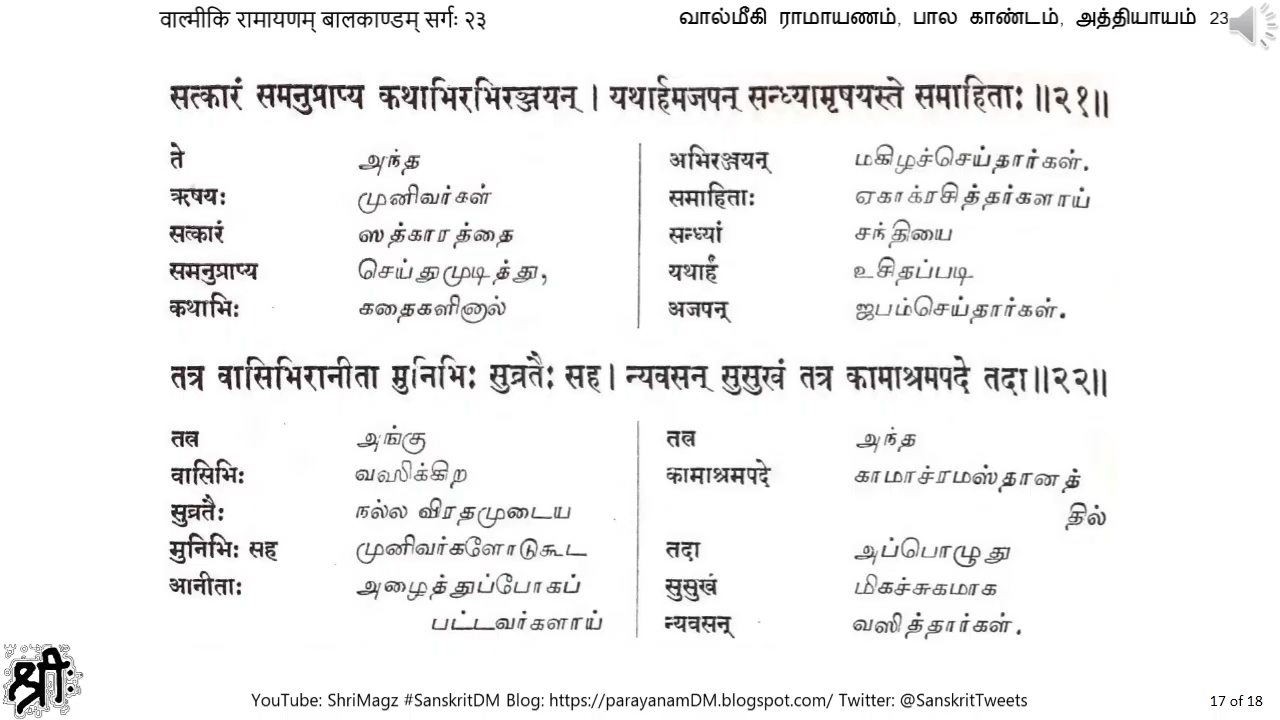 वाल्मीकि रामायणम् बालकाण्डम् सर्गः २३
வால்மீகி ராமாயணம், பால காண்டம், அத்தியாயம் 23
सत्कारं समनुप्राप्य कथाभिरभिरञ्जयन् । यथार्हमजपन् सन्ध्यामृषयस्ते समाहिताः ॥२१॥
ते அந்த
ऋषयः முனிவர்கள்
सत्कारं ஸத்காரத்தை
समनुप्राप्य செய்துமுடித்து,
कथाभिः கதைகளினால்
अभिरञ्जयन् மகிழச்செய்தார்கள்.
समाहिताः ஏகாக்ரசித்தர்களாய்
सन्ध्यां சந்தியை
यथार्हं உசிதப்படி
अजपन् ஜபம்செய்தார்கள்.
तत्र वासिभिरानीता मुनिभिः सुव्रतैः सह । न्यवसन् सुसुखं तत्र कामाश्रमपदे तदा॥२२॥
तत्र அங்கு
वासिभिः வஸிக்கிற
सुव्रतैः நல்ல விரதமுடைய
मुनिभिः सह முனிவர்களோடுகூட
आनीताः அழைத்துப்போகப்
பட்டவர்களாய்
तत्र அந்த
कामाश्रमपदे காமாச்ரமஸ்தானத்
தில்
तदा அப்பொழுது
सुसुखं மிகச்சுகமாக
न्यवसन् வஸித்தார்கள்.
श्रीः
YouTube: ShriMagz #SanskritDM Blog: https://parayanamDM.blogspot.com/ Twitter: @SanskritTweets
17 of 18